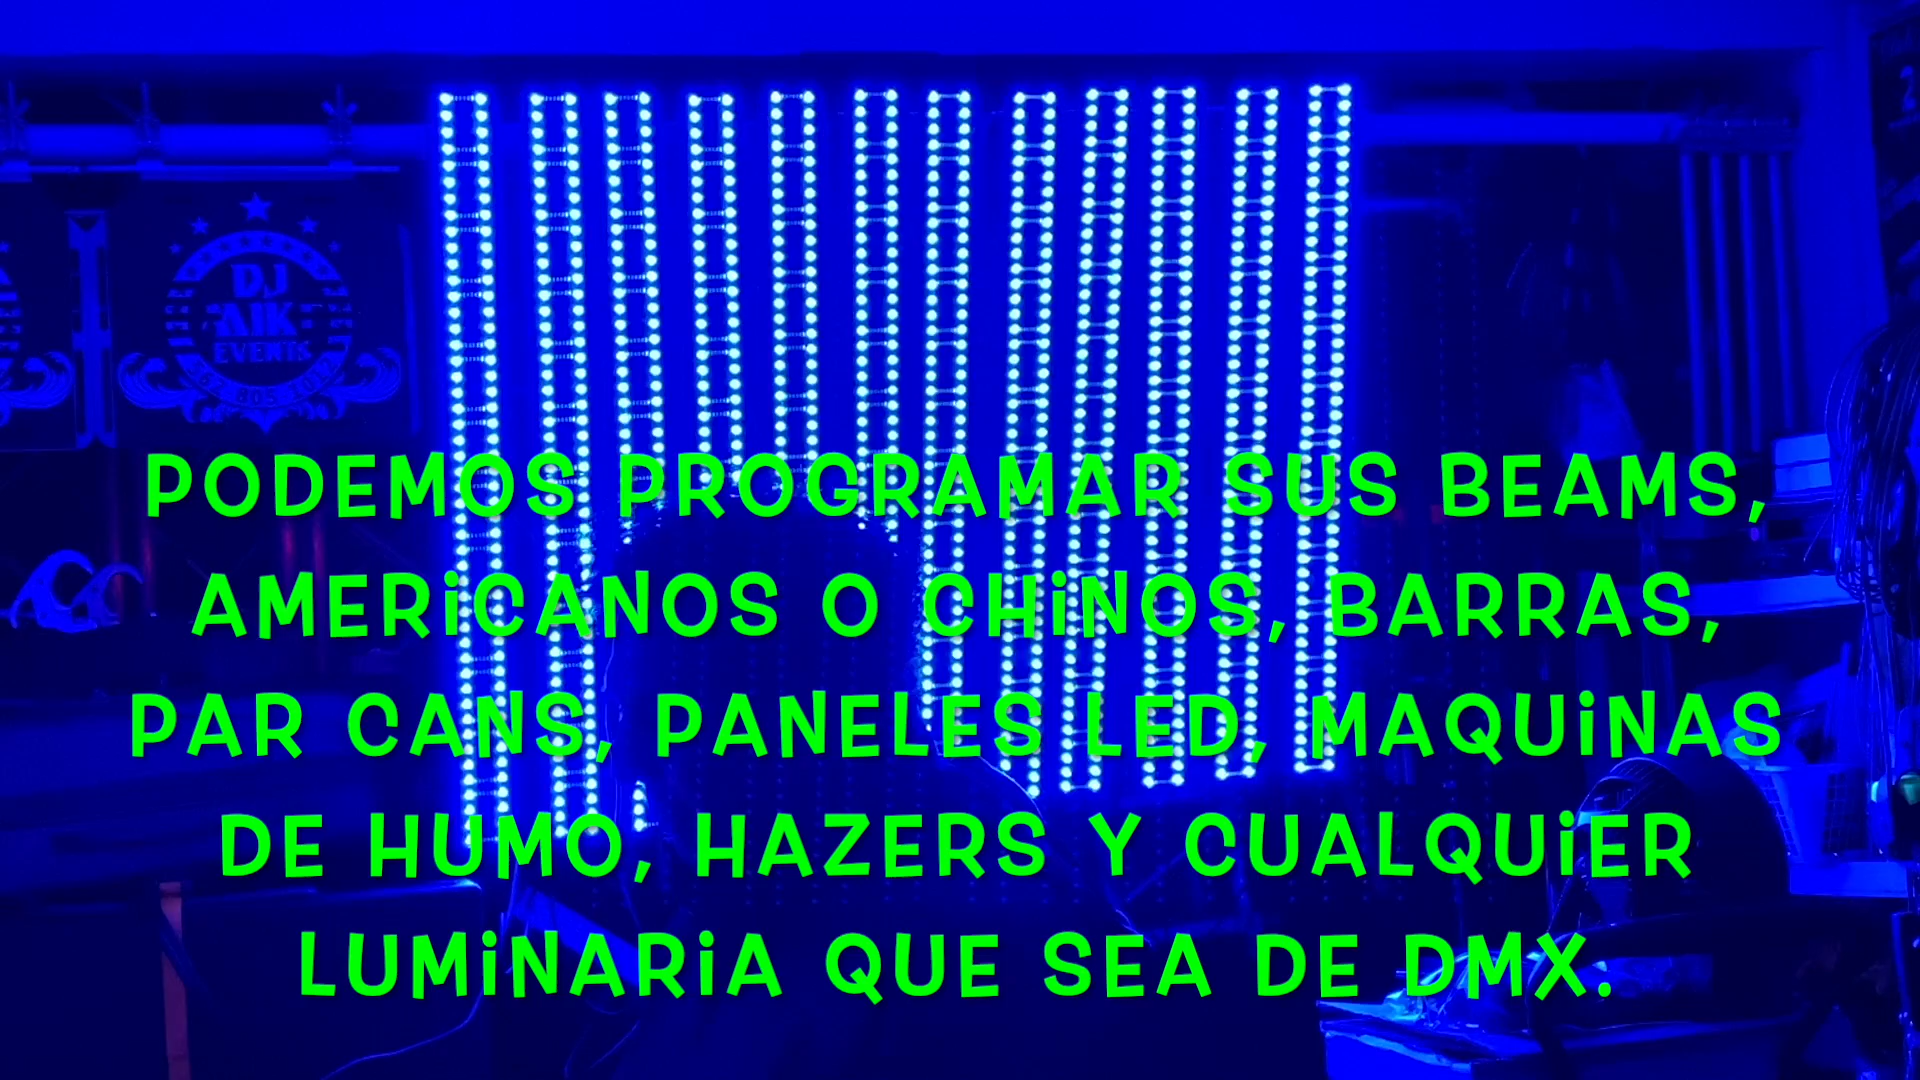 DJ
AIK
EVENTS
PODEMOS PROGRAMAR SUS BEAMS,
AMERiCANOS O CHiNOS, BARRAS,
PAR CANS, PANELES LED, MAQUiNAS
DE HUMO, HAZERS Y CUALQUiER
LUMiNARiA QUE SEA DE DMX.